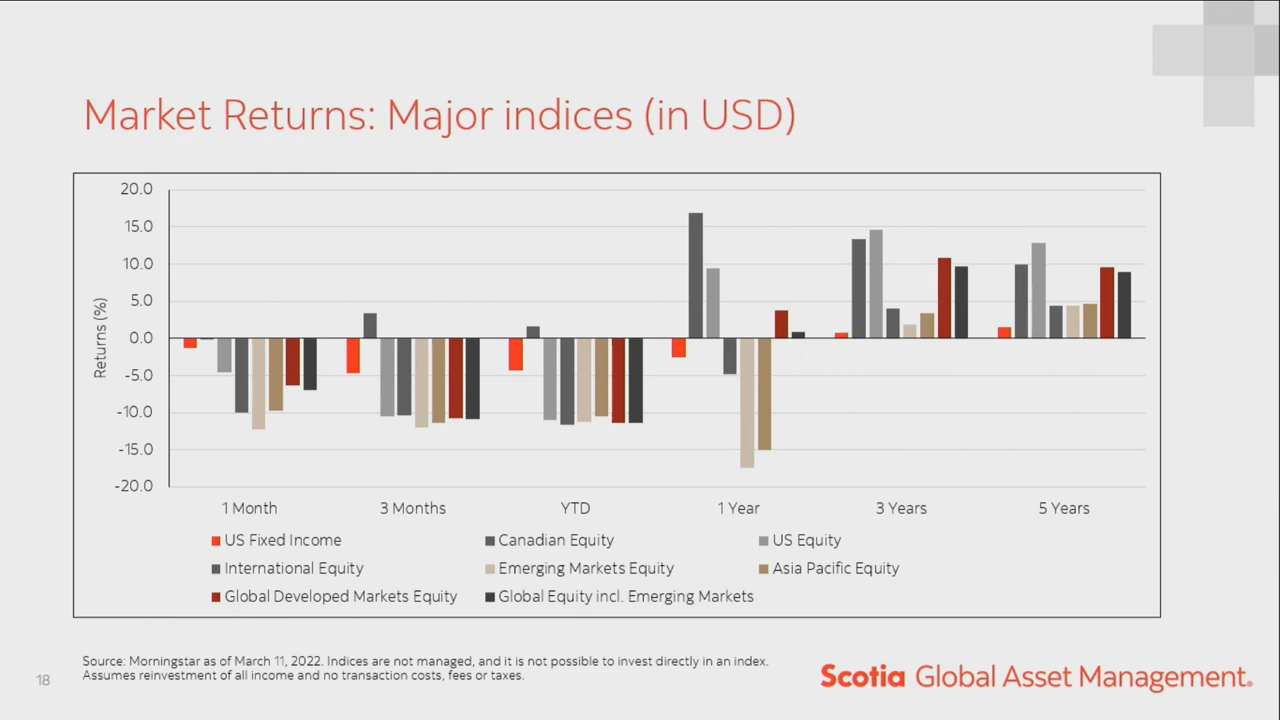 Market Returns: Major indices (in USD)
20.0
15.0
10.0
5.0
0.0
-5.0
-10.0
-15.0
-20.0
Returns (%)
1 Month 3 Months YTD 1 Year 3 Years 5 Years
US Fixed Income Canadian Equity US Equity
International Equity Emerging Markets Equity Asia Pacific Equity
Global Developed Markets Equity Global Equity incl. Emerging Markets
Source: Morningstar as of March 11, 2022. Indices are not managed, and it is not possible to invest directly in an index.
Assumes reinvestment of all income and no transaction costs, fees or taxes.
18
Scotia Global Asset Management.